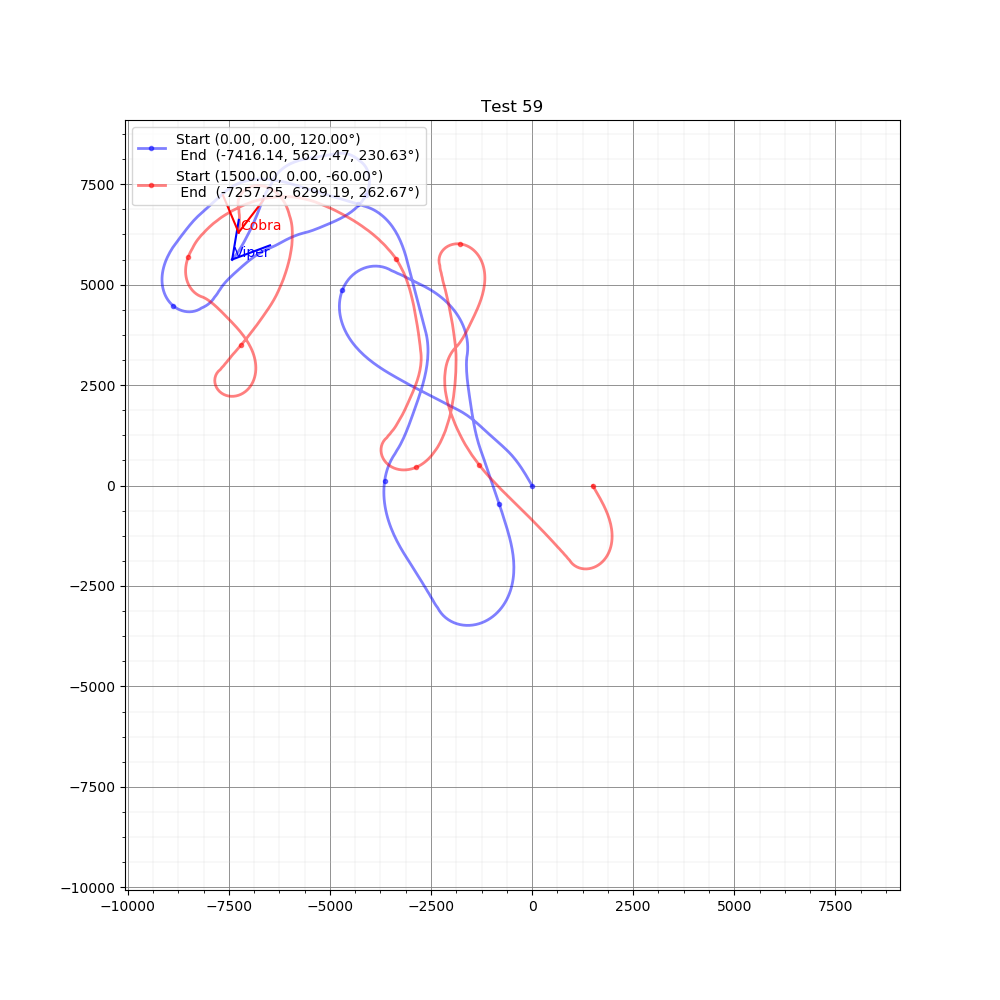 Test 59
Start (0.00, 0.00, 120.00°)
End  (-7416.14, 5627.47, 230.63°)
Start (1500.00, 0.00, -60.00°)
End  (-7257.25, 6299.19, 262.67°)
Cobra
Viper
7500
5000
2500
0
−2500
−5000
−7500
−10000
−10000
−7500
−5000
−2500
0
2500
5000
7500